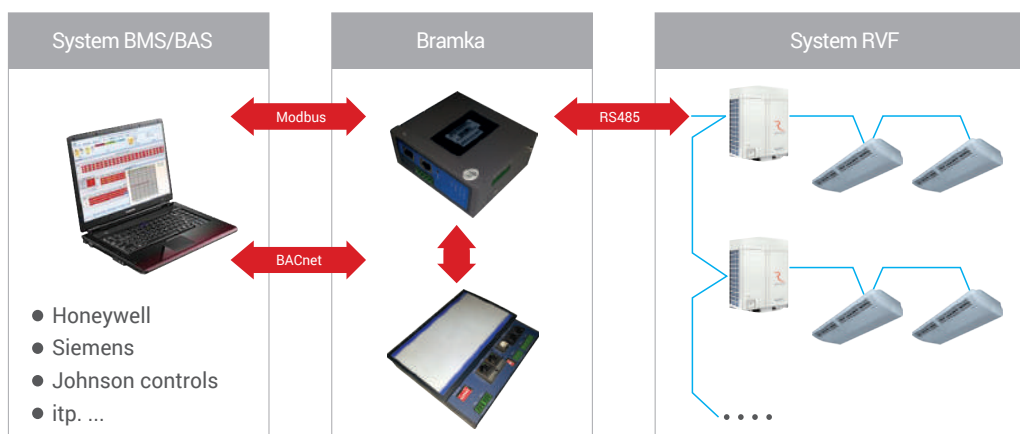 System BMS/BAS
Bramka
System RVF
Modbus
RS485
BACnet
Honeywell
Siemens
Johnson controls
itp. ...